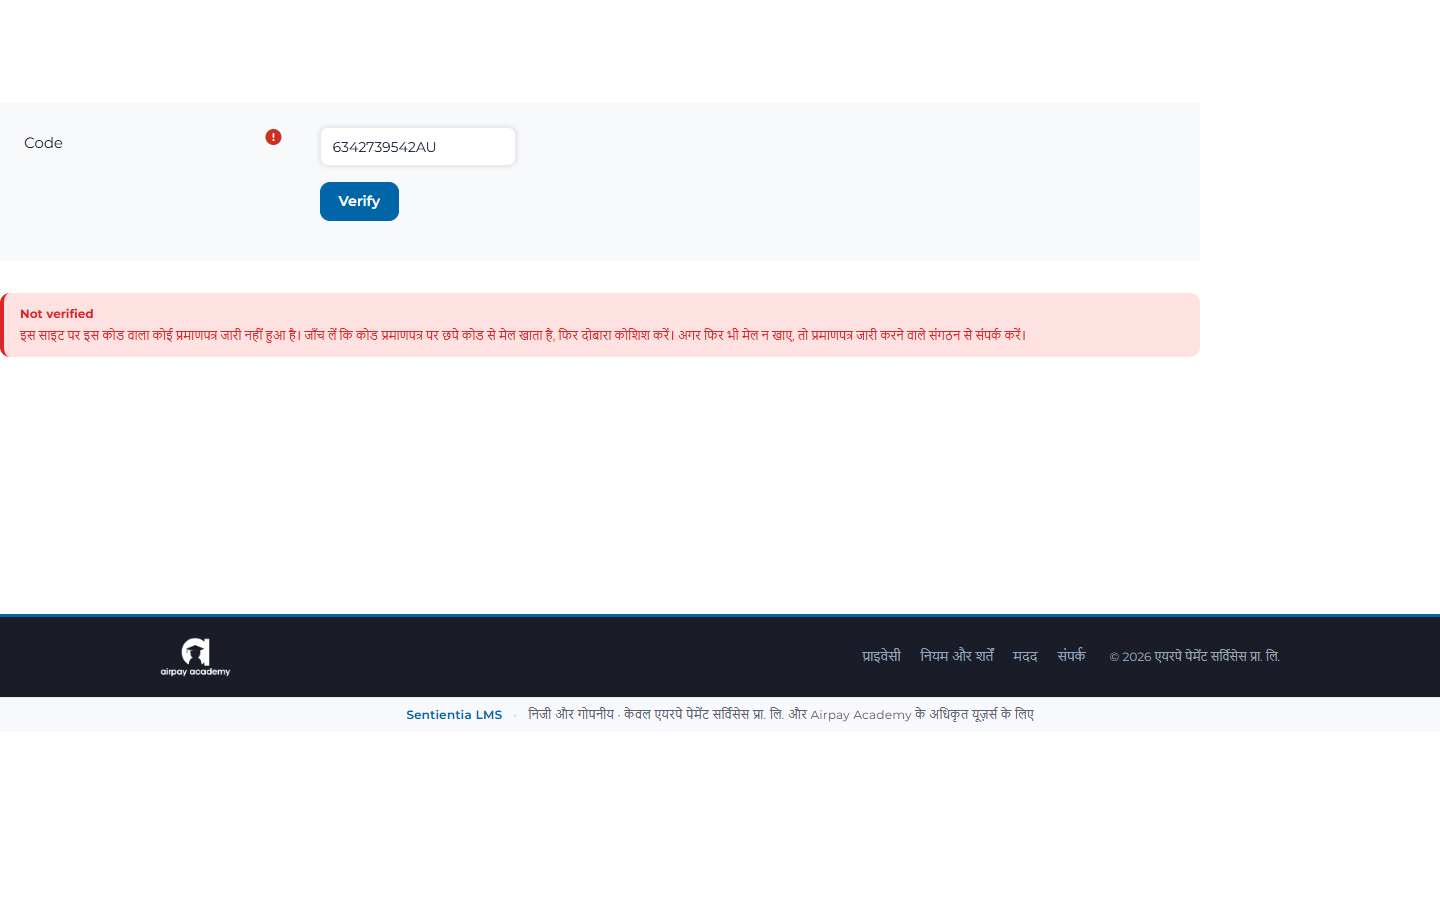 Code
6342739542AU
Verify
Not verified
इस साइट पर इस कोड वाला कोई प्रमाणपत्र जारी नहीं हुआ है। जाँच लें कि कोड प्रमाणपत्र पर छपे कोड से मेल खाता है, फिर दोबारा कोशिश करें। अगर फिर भी मेल न खाए, तो प्रमाणपत्र जारी करने वाले संगठन से संपर्क करें।
airpay academy
प्राइवेसी नियम और शर्तें मदद संपर्क © 2026 एयरपे पेमेंट सर्विसेस प्रा. लि.
Sentientia LMS · निजी और गोपनीय · केवल एयरपे पेमेंट सर्विसेस प्रा. लि. और Airpay Academy के अधिकृत यूज़र्स के लिए